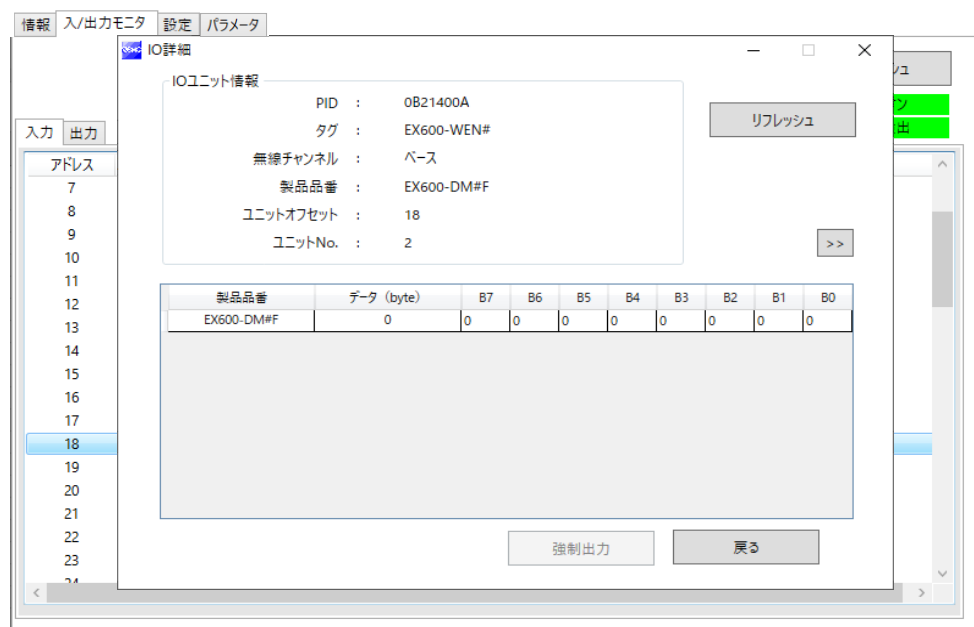 情報 入/出力モニタ 設定 パラメータ
IO詳細
IOユニット情報
PID : 0B21400A
タグ : EX600-WEN#
無線チャンネル : ベース
製品品番 : EX600-DM#F
ユニットオフセット : 18
ユニットNo. : 2
リフレッシュ
>>
製品品番 データ (byte) B7 B6 B5 B4 B3 B2 B1 B0
EX600-DM#F 0 0 0 0 0 0 0 0 0
強制出力 戻る
入力 出力
アドレス
7
8
9
10
11
12
13
14
15
16
17
18
19
20
21
22
23
24